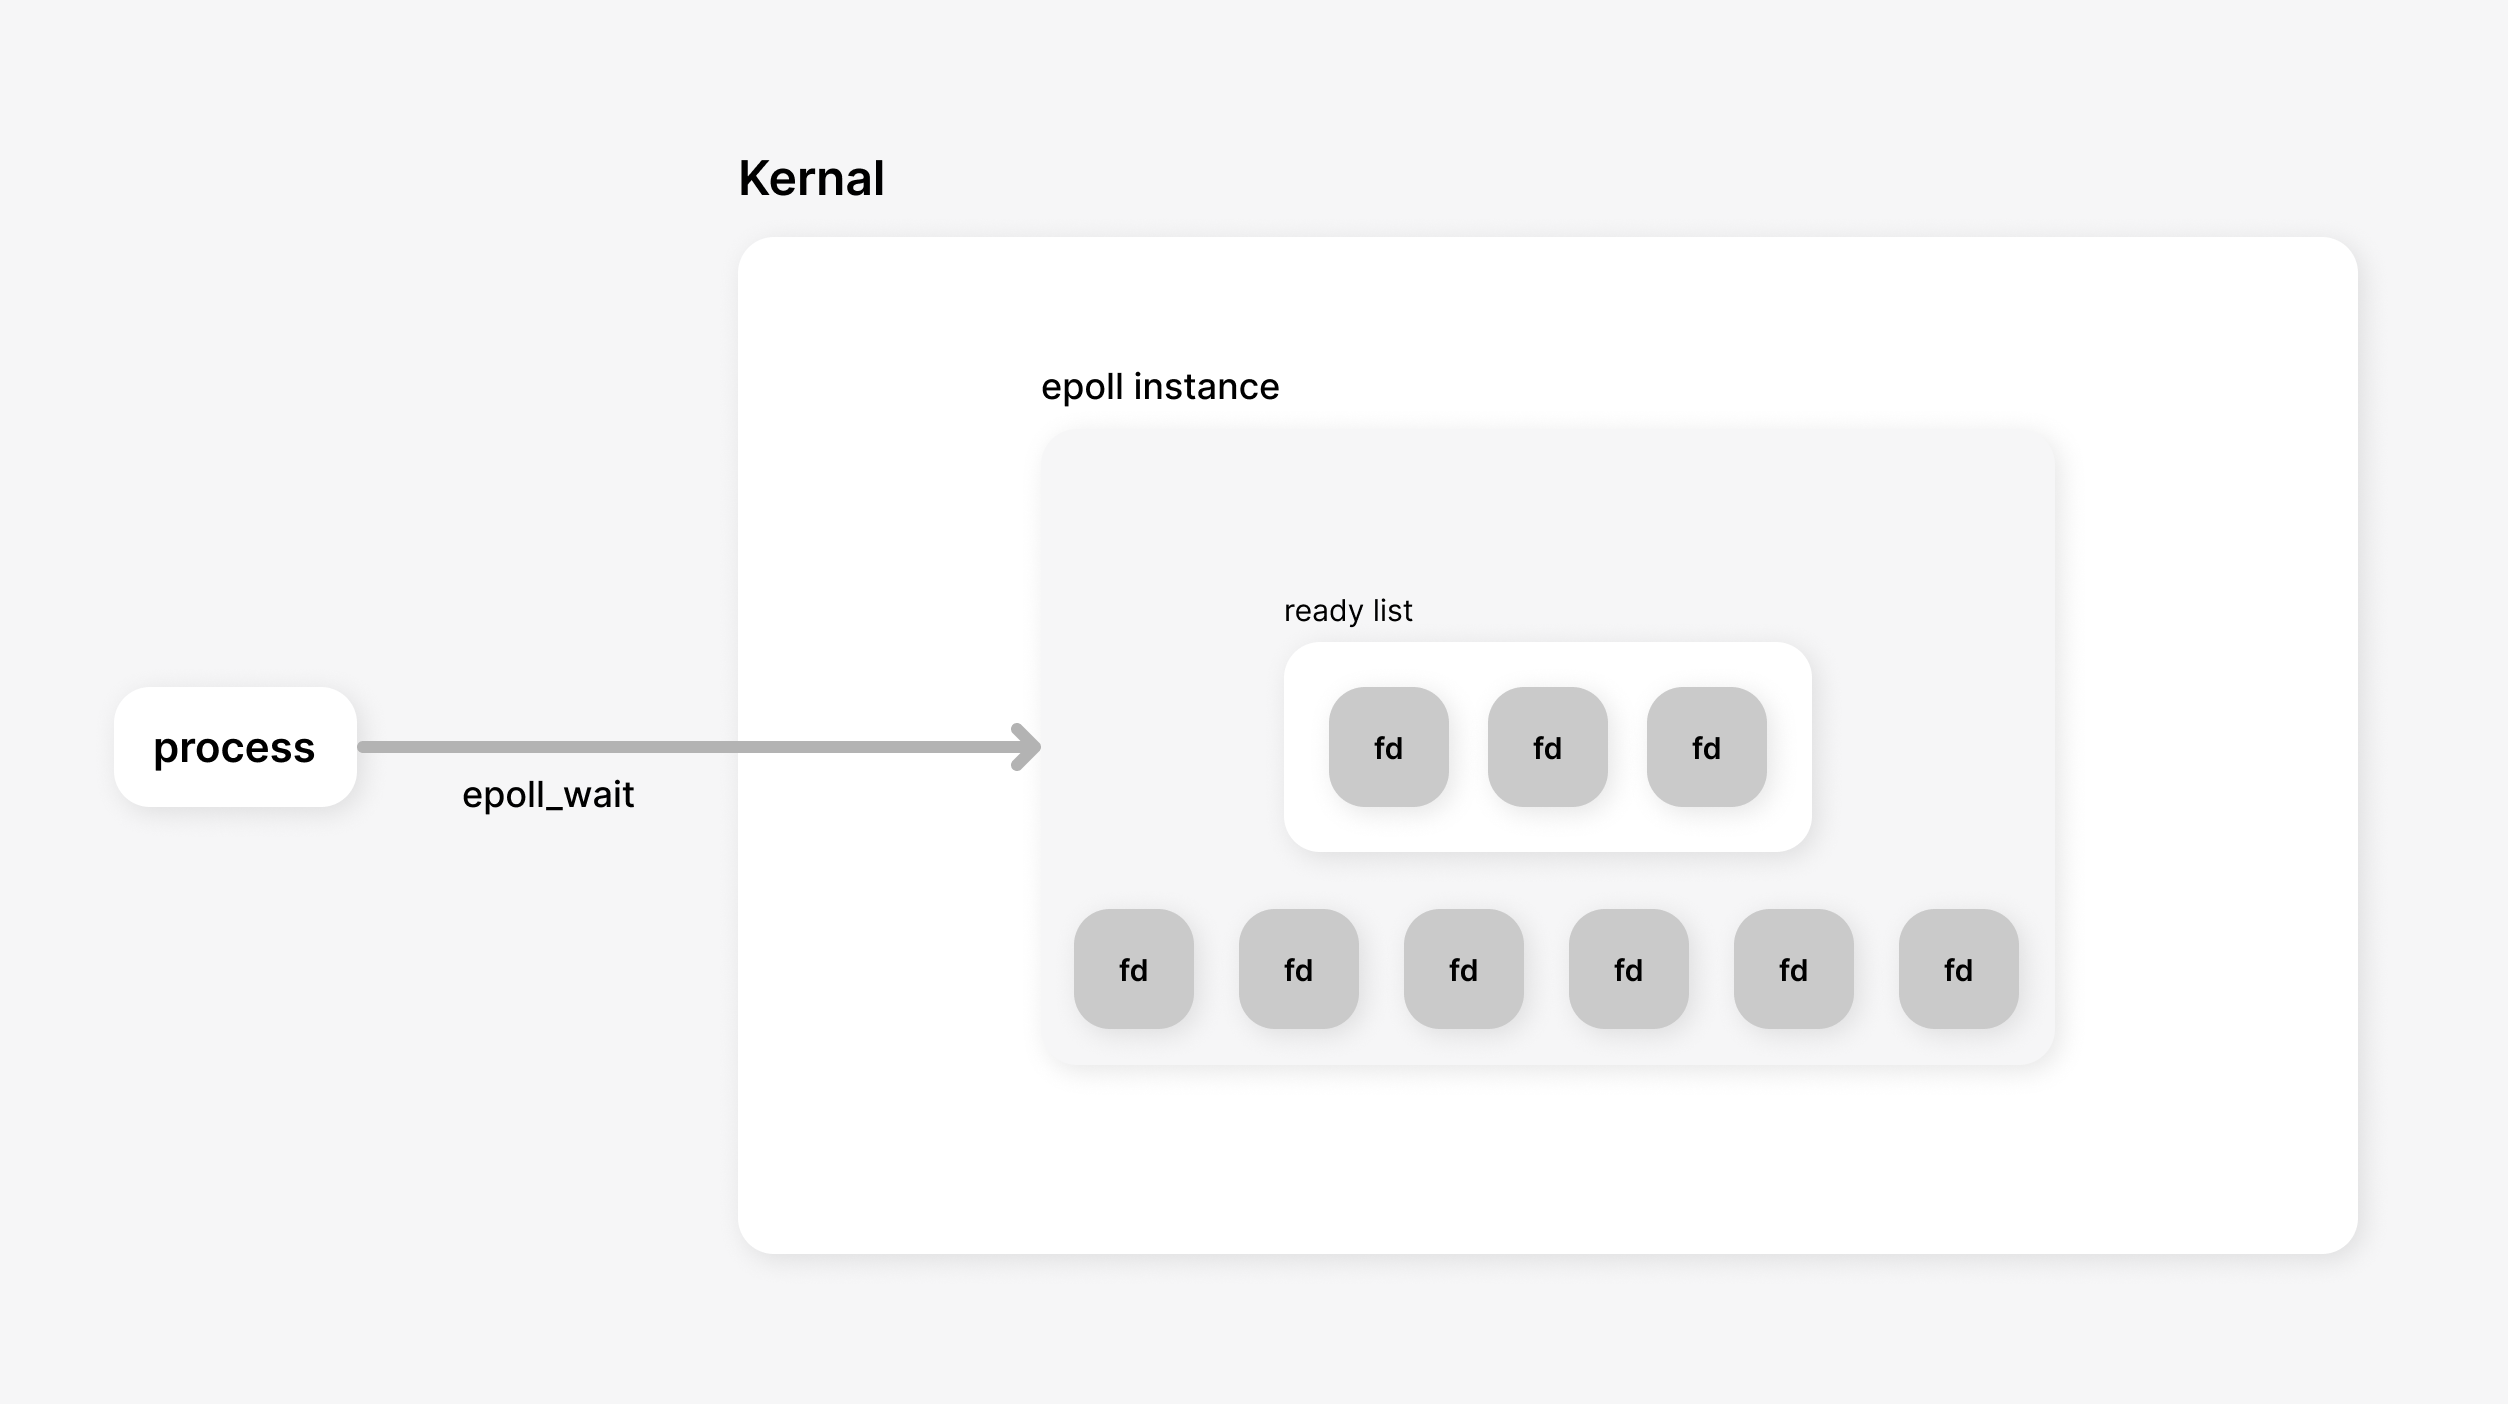 Kernal
epoll instance
ready list
process
fd fd fd
epoll_wait
fd fd fd fd fd fd